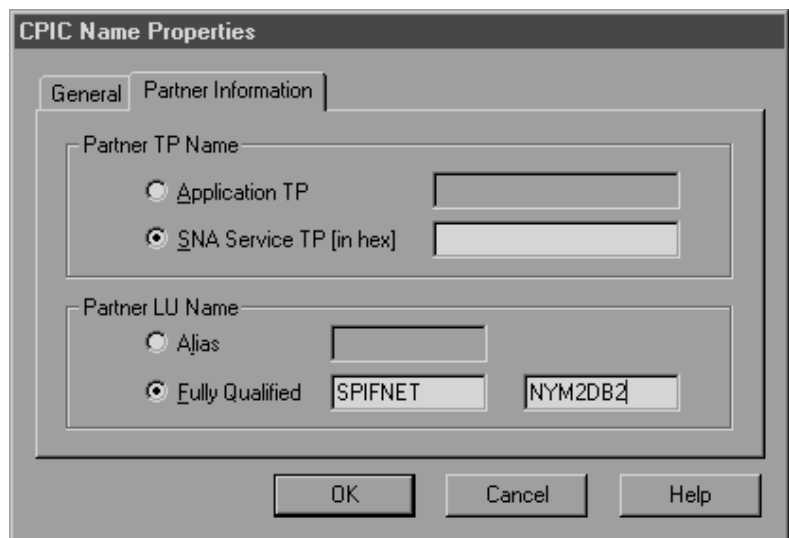 CPIC Name Properties
General Partner Information
Partner TP Name
Application TP
SNA Service TP [in hex]
Partner LU Name
Alias
Fully Qualified SPIFNET NYM2DB2
OK Cancel Help